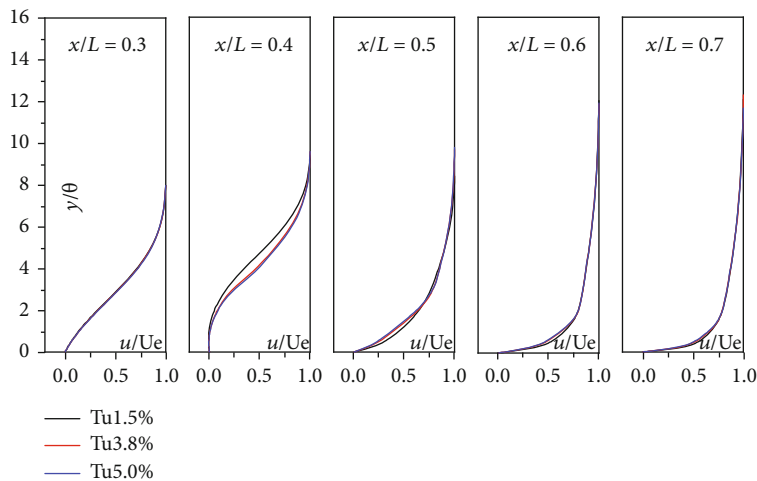 16
14
12
10
8
6
4
2
0
y/θ
x/L = 0.3
x/L = 0.4
x/L = 0.5
x/L = 0.6
x/L = 0.7
u/Ue
u/Ue
u/Ue
u/Ue
u/Ue
0.0 0.5 1.0
0.0 0.5 1.0
0.0 0.5 1.0
0.0 0.5 1.0
0.0 0.5 1.0
Tu1.5%
Tu3.8%
Tu5.0%